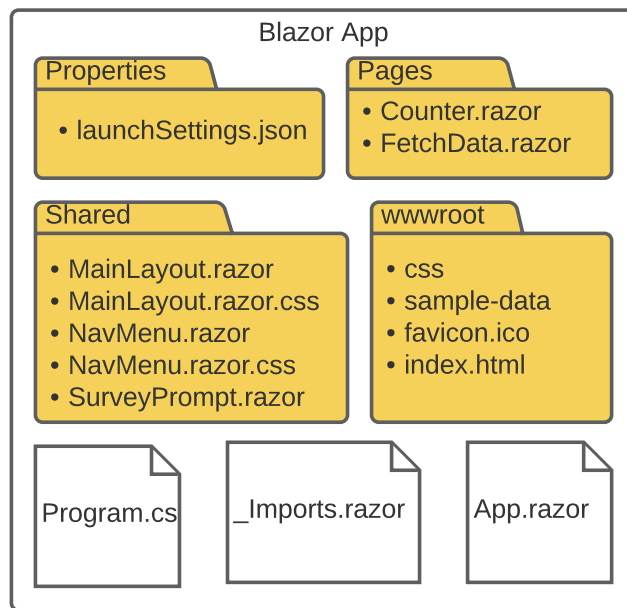 Blazor App
Properties
• launchSettings.json
Pages
• Counter.razor
• FetchData.razor
Shared
• MainLayout.razor
• MainLayout.razor.css
• NavMenu.razor
• NavMenu.razor.css
• SurveyPrompt.razor
wwwroot
• css
• sample-data
• favicon.ico
• index.html
Program.cs
_Imports.razor
App.razor